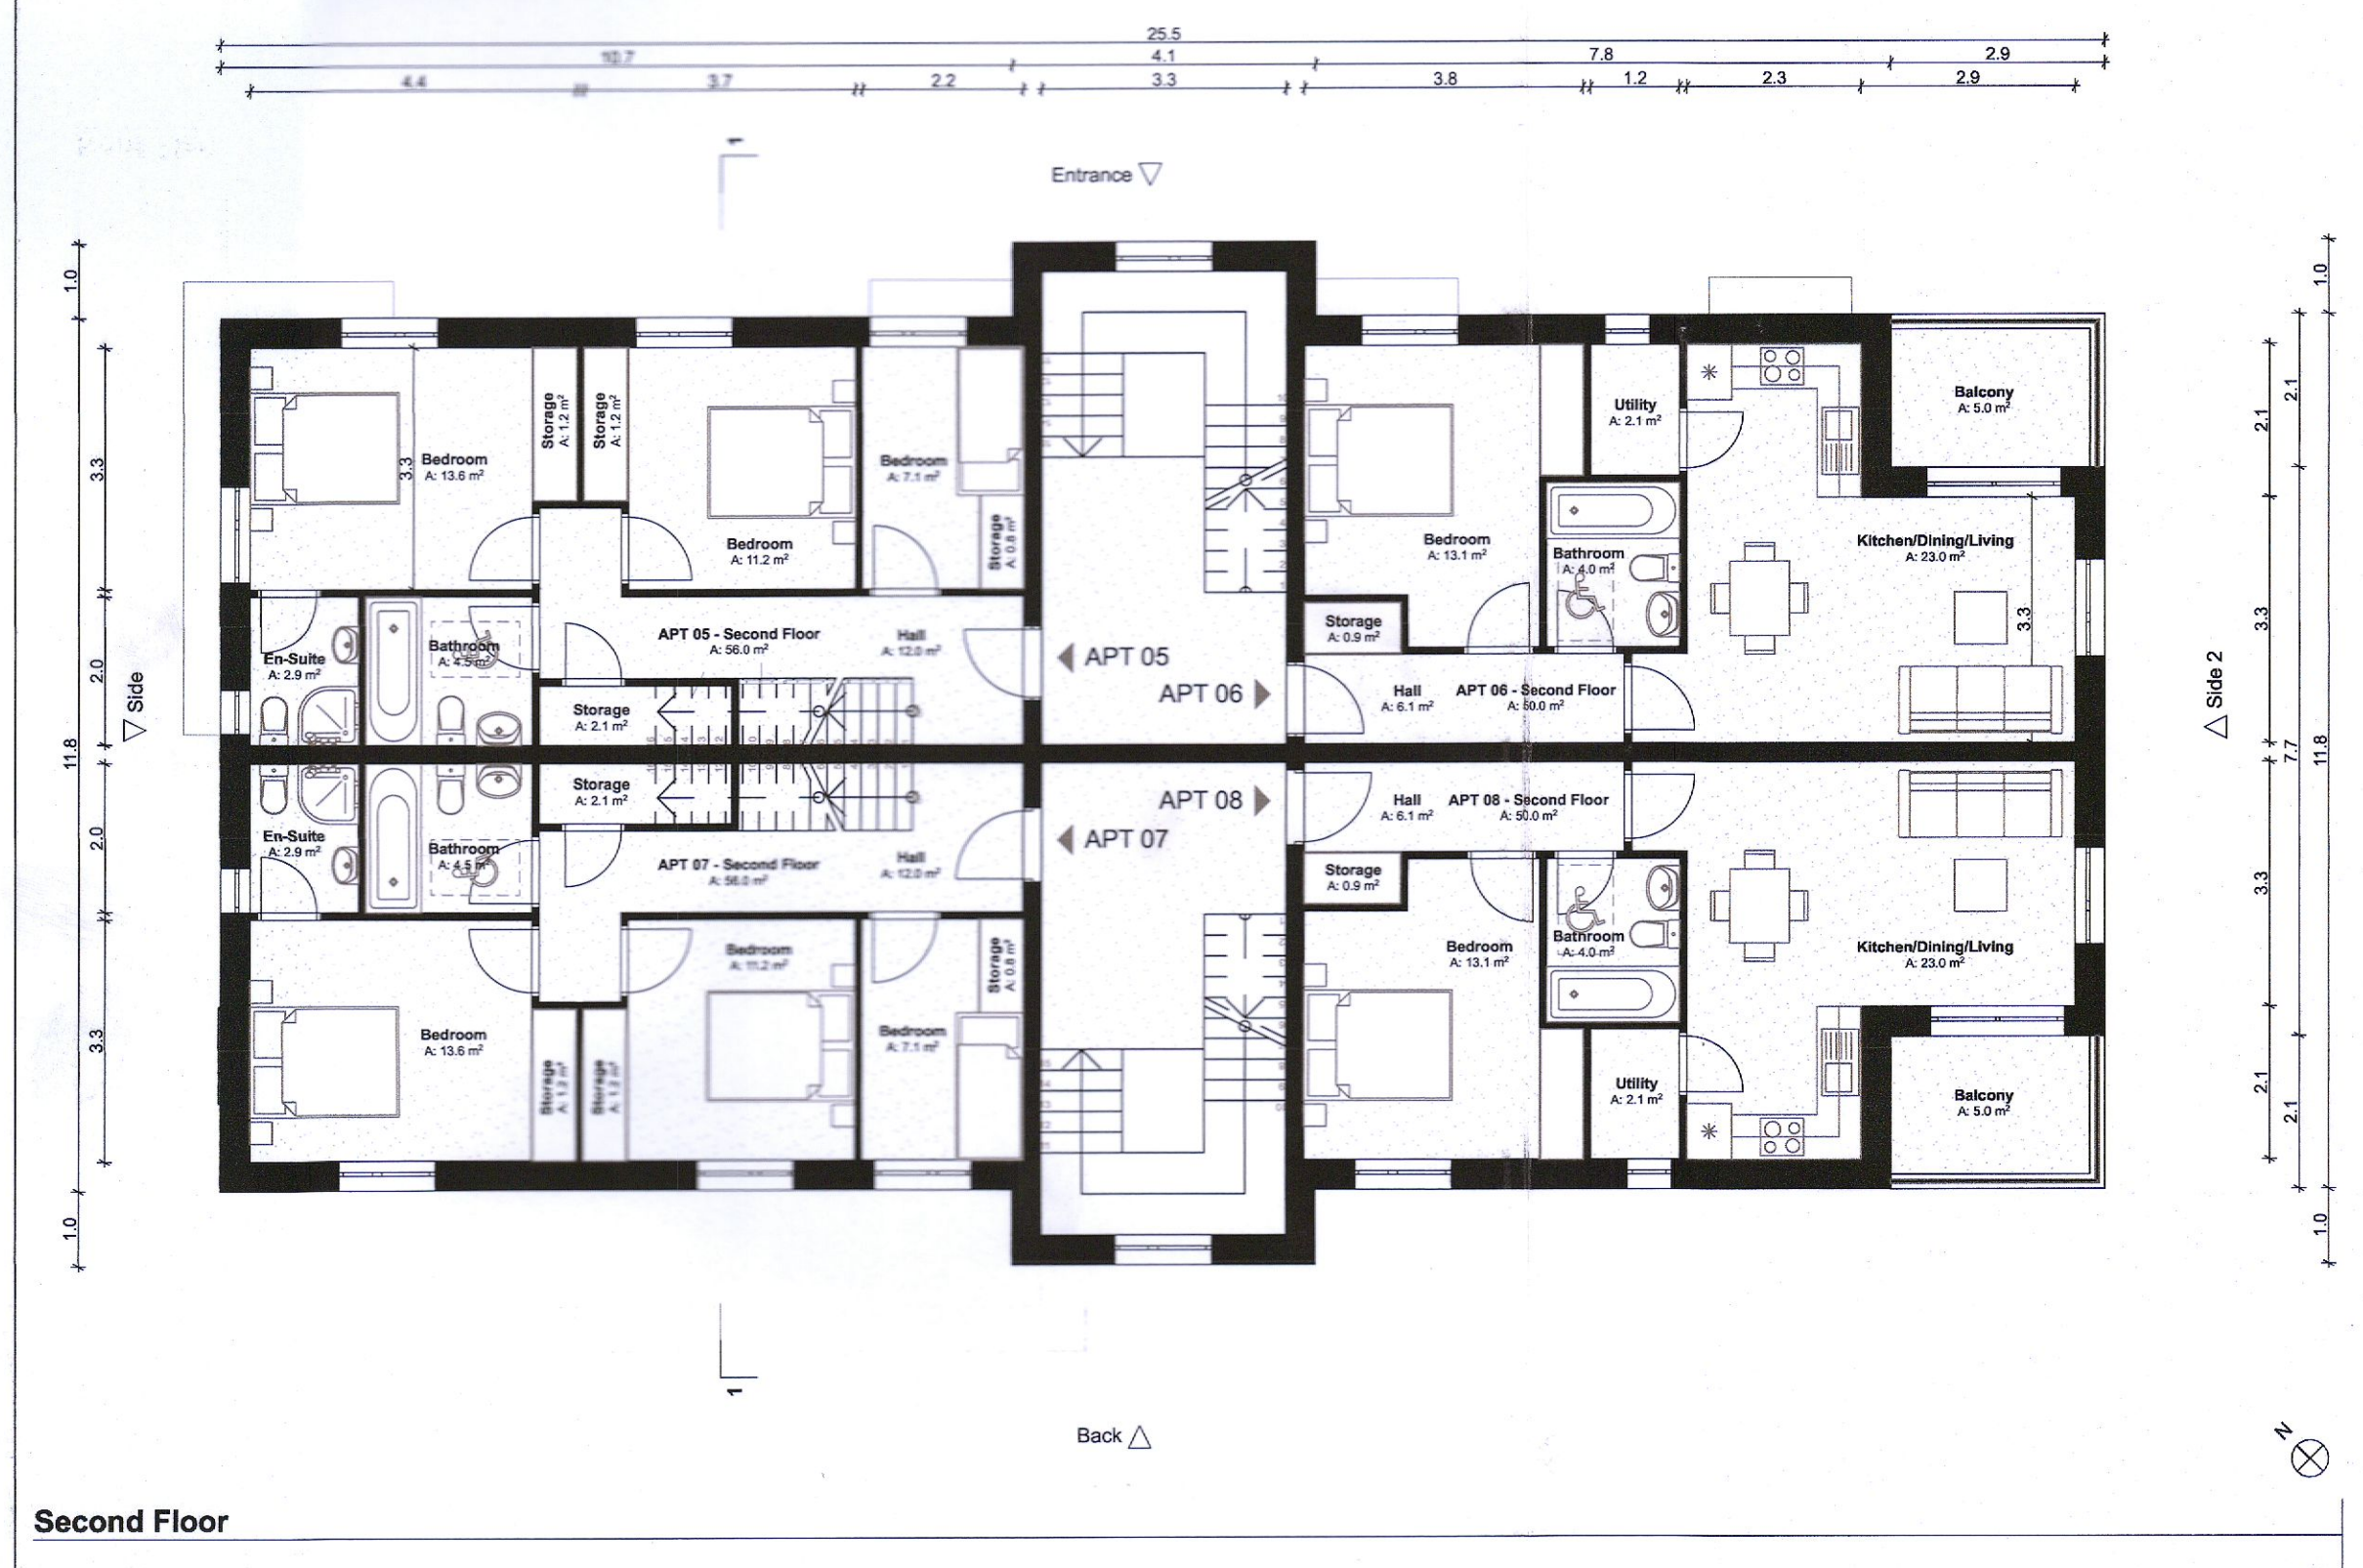 25.5
10.7 4.1 7.8 2.9
4.4 3.7 2.2 3.3 3.8 1.2 2.3 2.9
1
Entrance
1.0
3.3
2.0
11.8
2.0
3.3
1.0
Side
Bedroom
A: 13.6 m²
3.3
Storage
A: 1.2 m²
Storage
A: 1.2 m²
Bedroom
A: 11.2 m²
Bedroom
A: 7.1 m²
Storage
A: 0.8 m²
En-Suite
A: 2.9 m²
Bathroom
A: 4.5 m²
APT 05 - Second Floor
A: 56.0 m²
Hall
A: 12.0 m²
Storage
A: 2.1 m²
APT 05
APT 06
Bedroom
A: 13.1 m²
Storage
A: 0.9 m²
Utility
A: 2.1 m²
Bathroom
A: 4.0 m²
Hall
A: 6.1 m²
APT 06 - Second Floor
A: 50.0 m²
Kitchen/Dining/Living
A: 23.0 m²
3.3
Balcony
A: 5.0 m²
Storage
A: 2.1 m²
En-Suite
A: 2.9 m²
Bathroom
A: 4.5 m²
APT 07 - Second Floor
A: 56.0 m²
Hall
A: 12.0 m²
Bedroom
A: 13.6 m²
Storage
A: 1.2 m²
Storage
A: 1.2 m²
Bedroom
A: 11.2 m²
Bedroom
A: 7.1 m²
Storage
A: 0.8 m²
APT 08
APT 07
Hall
A: 6.1 m²
APT 08 - Second Floor
A: 50.0 m²
Storage
A: 0.9 m²
Bedroom
A: 13.1 m²
Bathroom
A: 4.0 m²
Utility
A: 2.1 m²
Kitchen/Dining/Living
A: 23.0 m²
Balcony
A: 5.0 m²
Side 2
1.0
2.1
2.1
3.3
7.7
11.8
3.3
2.1
2.1
1.0
1
Back
N
Second Floor